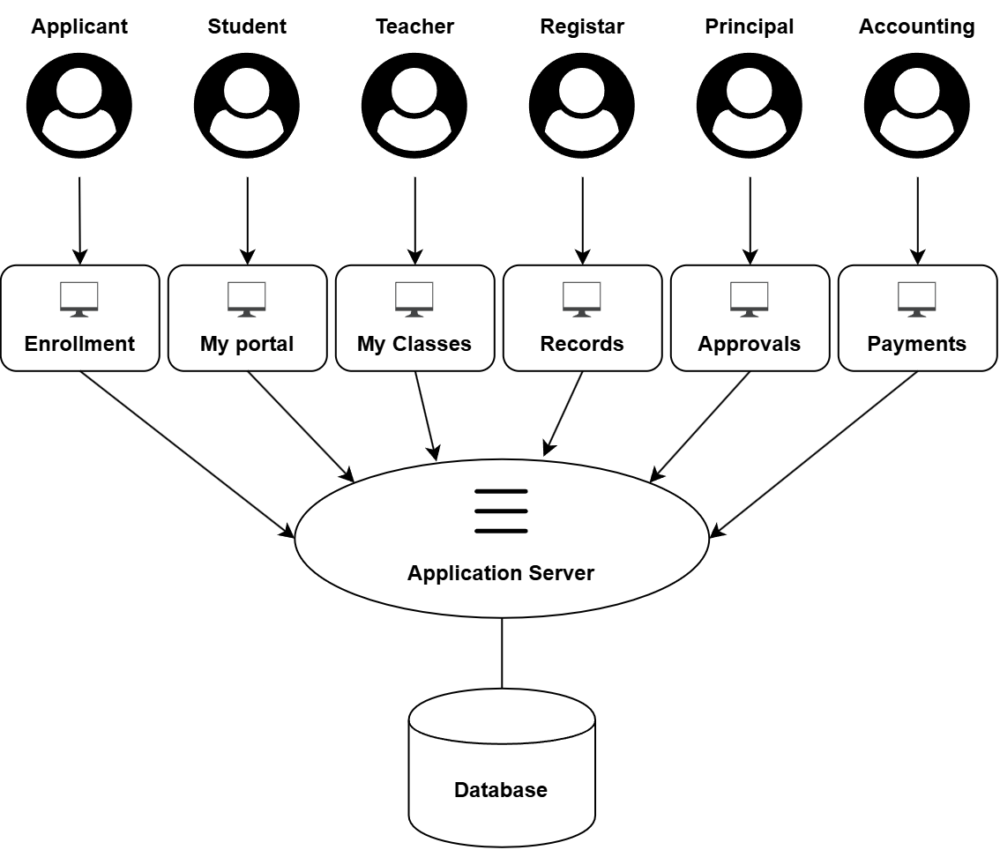 Applicant
Student
Teacher
Registar
Principal
Accounting
Enrollment
My portal
My Classes
Records
Approvals
Payments
Application Server
Database